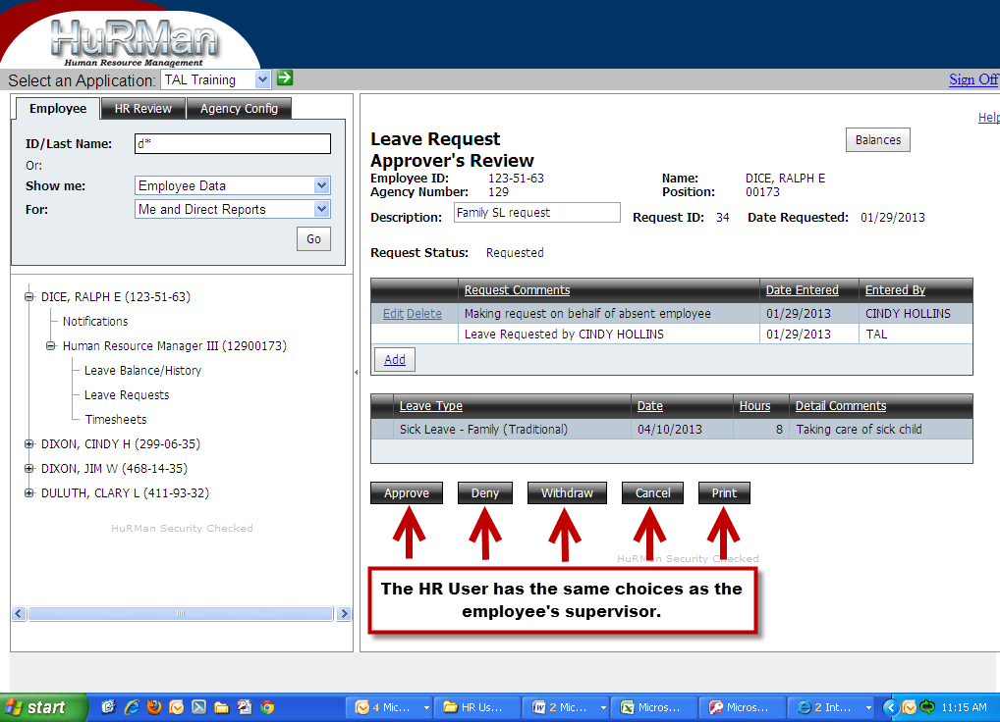 HuRMan
Human Resource Management
Select an Application: TAL Training
Sign Off
Employee HR Review Agency Config
ID/Last Name: d*
Or:
Show me: Employee Data
For: Me and Direct Reports
Go
DICE, RALPH E (123-51-63)
Notifications
Human Resource Manager III (12900173)
Leave Balance/History
Leave Requests
Timesheets
DIXON, CINDY H (299-06-35)
DIXON, JIM W (468-14-35)
DULUTH, CLARY L (411-93-32)
HuRMan Security Checked
Help
Leave Request
Approver's Review
Balances
Employee ID: 123-51-63 Name: DICE, RALPH E
Agency Number: 129 Position: 00173
Description: Family SL request Request ID: 34 Date Requested: 01/29/2013
Request Status: Requested
Request Comments Date Entered Entered By
Edit Delete Making request on behalf of absent employee 01/29/2013 CINDY HOLLINS
Leave Requested by CINDY HOLLINS 01/29/2013 TAL
Add
Leave Type Date Hours Detail Comments
Sick Leave - Family (Traditional) 04/10/2013 8 Taking care of sick child
Approve Deny Withdraw Cancel Print
HuRMan Security Checked
The HR User has the same choices as the
employee's supervisor.
start 4 Mic... HR Us... 2 Mic... Micros... Micros... 2 Int... 11:15 AM